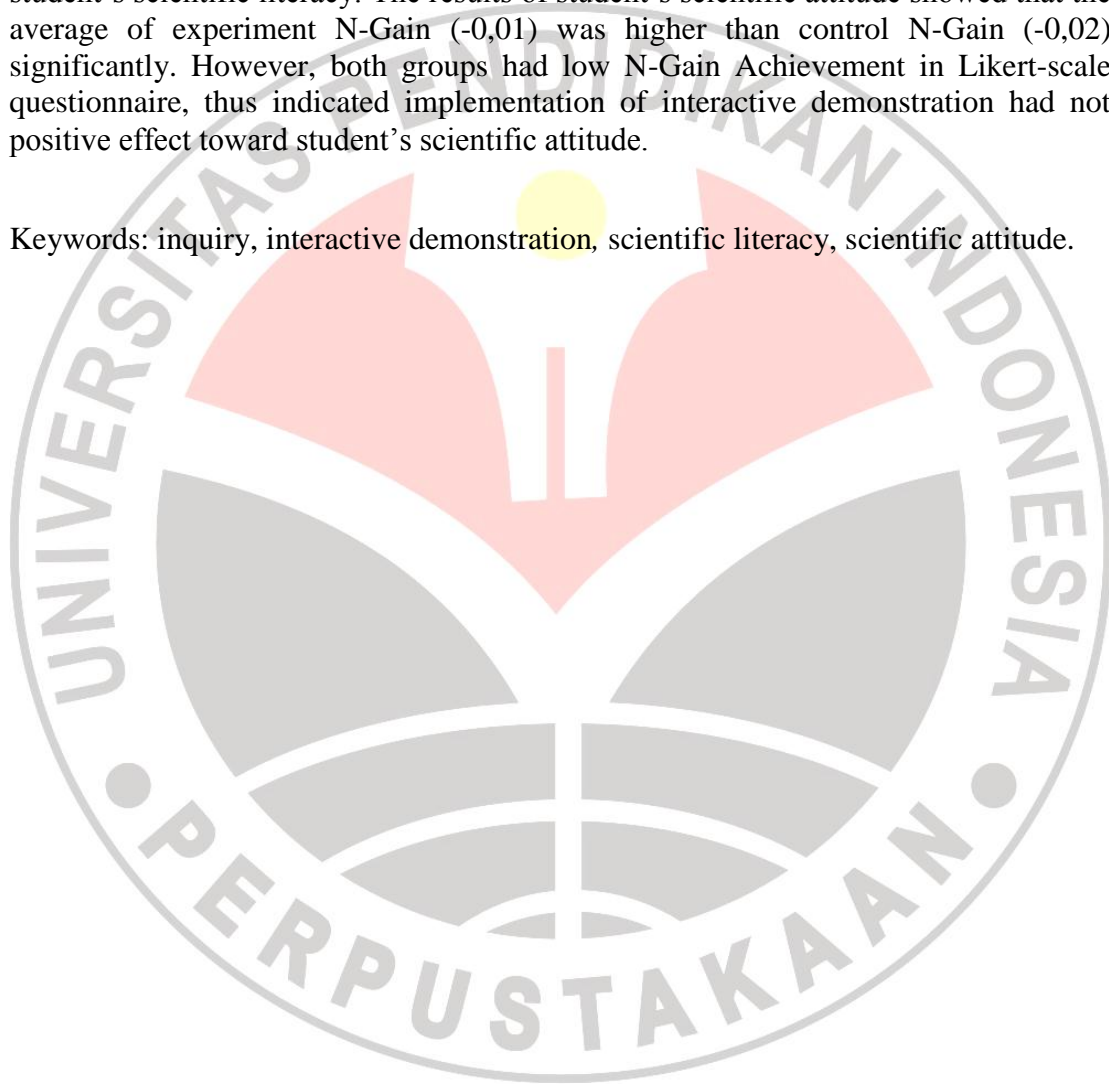 student's scientific literacy. The results of student's scientific attitude showed that the
average of experiment N-Gain (-0,01) was higher than control N-Gain (-0,02)
significantly. However, both groups had low N-Gain Achievement in Likert-scale
questionnaire, thus indicated implementation of interactive demonstration had not
positive effect toward student's scientific attitude.
Keywords: inquiry, interactive demonstration, scientific literacy, scientific attitude.
UNIVERSITAS PENDIDIKAN INDONESIA
PERPUSTAKAAN